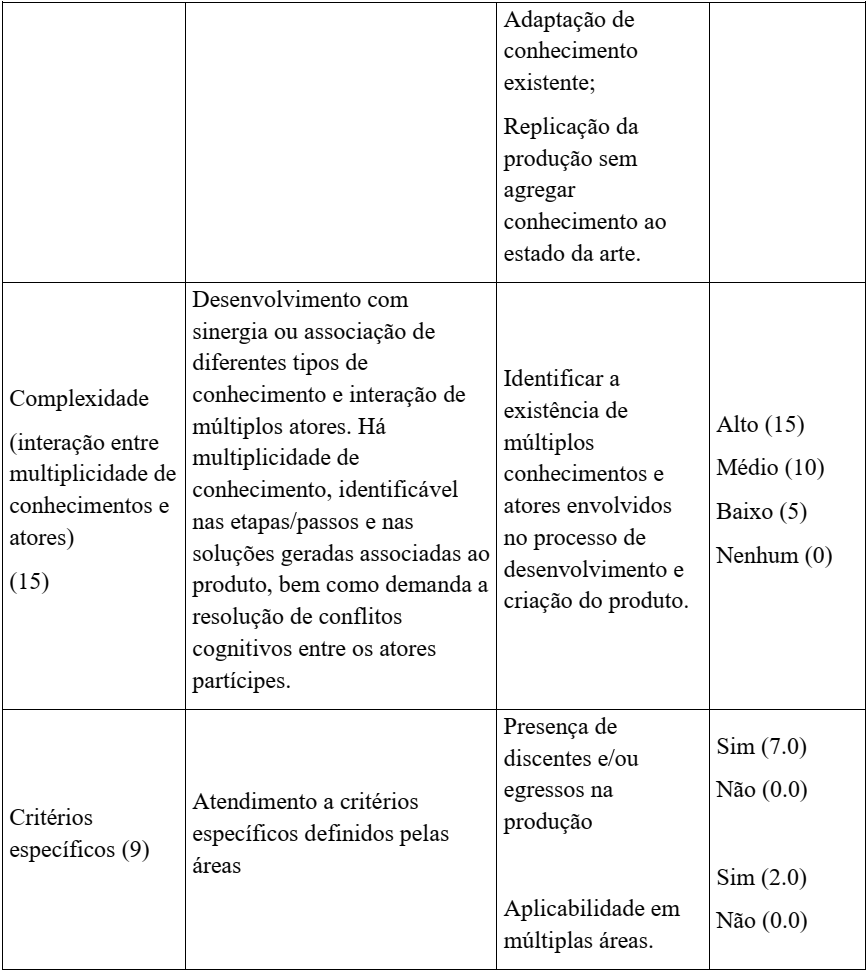 Adaptação de
conhecimento
existente;
Replicação da
produção sem
agregar
conhecimento ao
estado da arte.
Complexidade
(interação entre
multiplicidade de
conhecimentos e
atores)
(15)
Desenvolvimento com
sinergia ou associação de
diferentes tipos de
conhecimento e interação de
múltiplos atores. Há
multiplicidade de
conhecimento, identificável
nas etapas/passos e nas
soluções geradas associadas ao
produto, bem como demanda a
resolução de conflitos
cognitivos entre os atores
partícipes.
Identificar a
existência de
múltiplos
conhecimentos e
atores envolvidos
no processo de
desenvolvimento e
criação do produto.
Alto (15)
Médio (10)
Baixo (5)
Nenhum (0)
Critérios
específicos (9)
Atendimento a critérios
específicos definidos pelas
áreas
Presença de
discentes e/ou
egressos na
produção
Sim (7.0)
Não (0.0)
Aplicabilidade em
múltiplas áreas.
Sim (2.0)
Não (0.0)